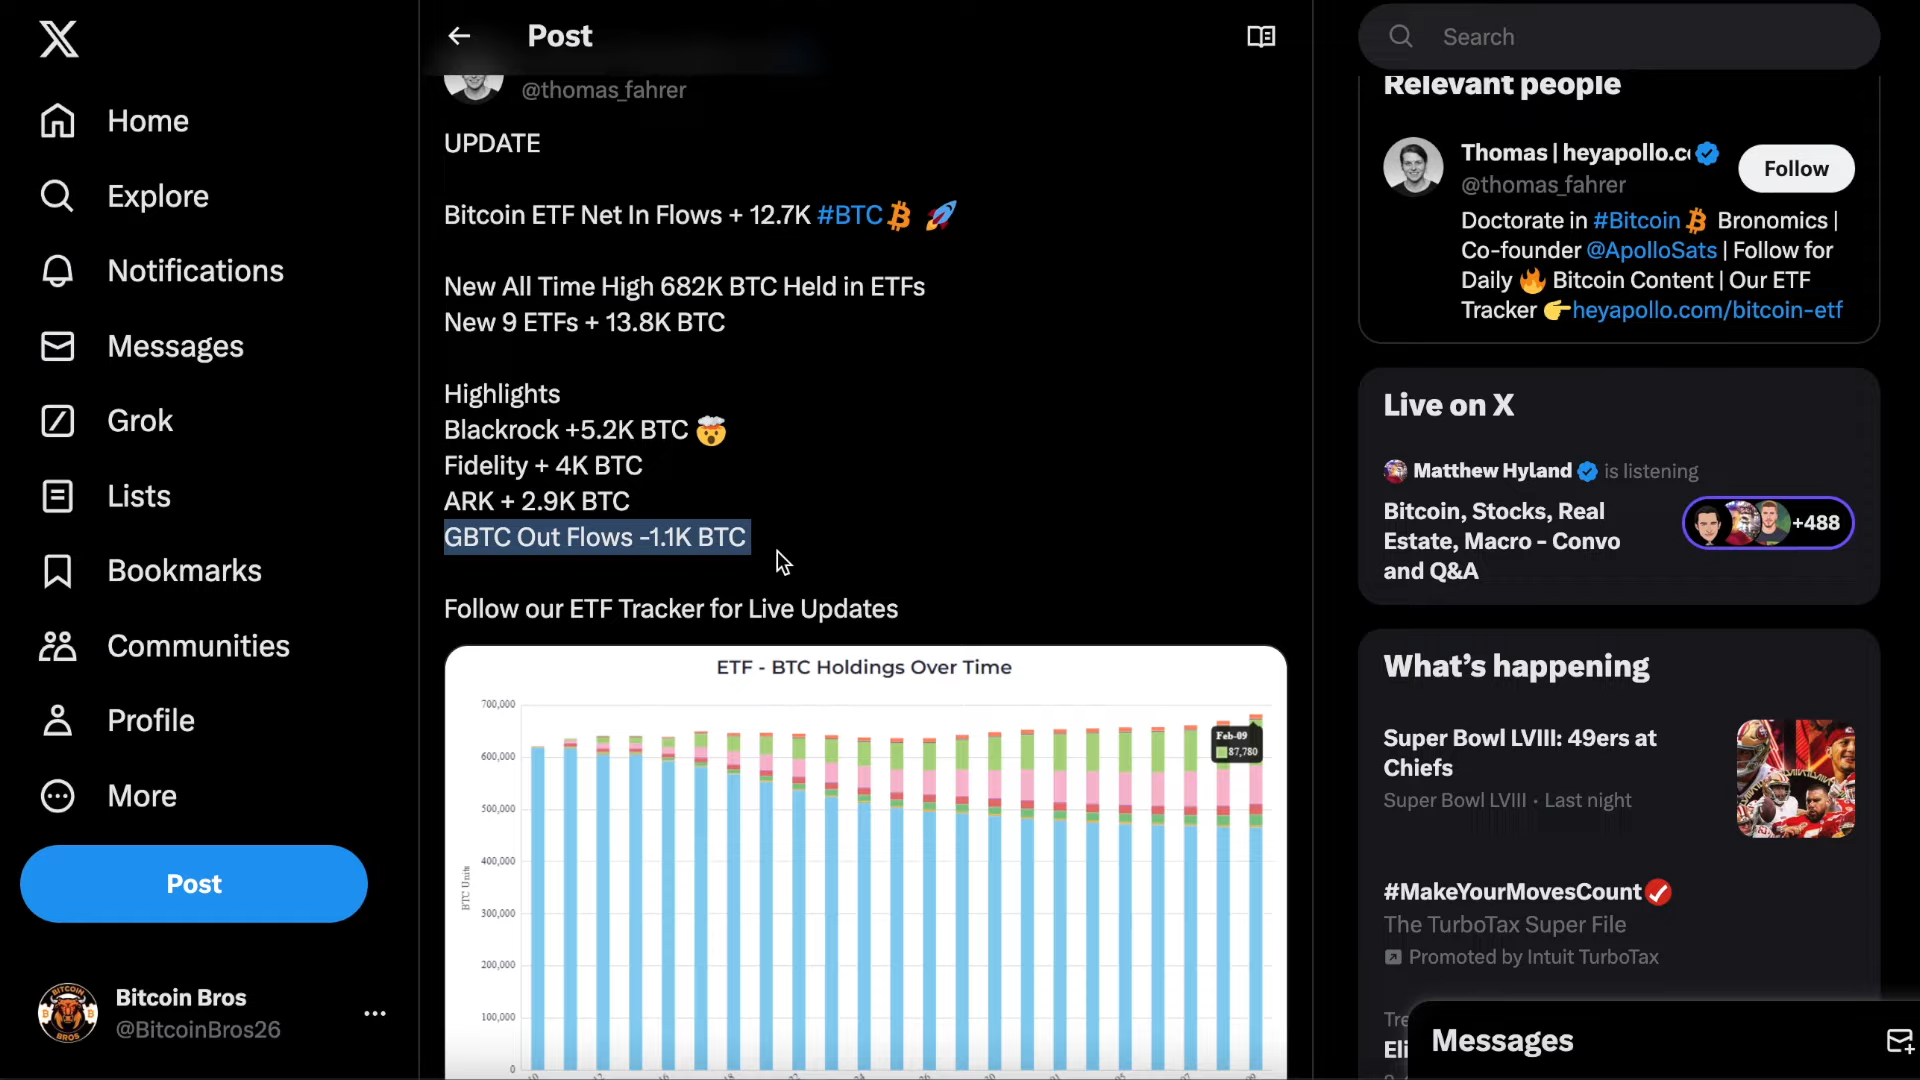 Home
Explore
Notifications
Messages
Grok
Lists
Bookmarks
Communities
Profile
More
Post
Bitcoin Bros
@BitcoinBros26
Post
@thomas_fahrer
UPDATE
Bitcoin ETF Net In Flows + 12.7K #BTC
New All Time High 682K BTC Held in ETFs
New 9 ETFs + 13.8K BTC
Highlights
Blackrock +5.2K BTC 🤯
Fidelity + 4K BTC
ARK + 2.9K BTC
GBTC Out Flows -1.1K BTC
Follow our ETF Tracker for Live Updates
ETF - BTC Holdings Over Time
BTC Units
700,000
600,000
500,000
400,000
300,000
200,000
100,000
0
Feb-09
87,780
Search
Relevant people
Thomas | heyapollo.c
@thomas_fahrer
Follow
Doctorate in #Bitcoin Bronomics |
Co-founder @ApolloSats | Follow for
Daily 🔥 Bitcoin Content | Our ETF
Tracker 👉heyapollo.com/bitcoin-etf
Live on X
Matthew Hyland is listening
Bitcoin, Stocks, Real
Estate, Macro - Convo
and Q&A
+488
What's happening
Super Bowl LVIII: 49ers at
Chiefs
Super Bowl LVIII · Last night
#MakeYourMovesCount
The TurboTax Super File
Promoted by Intuit TurboTax
Messages